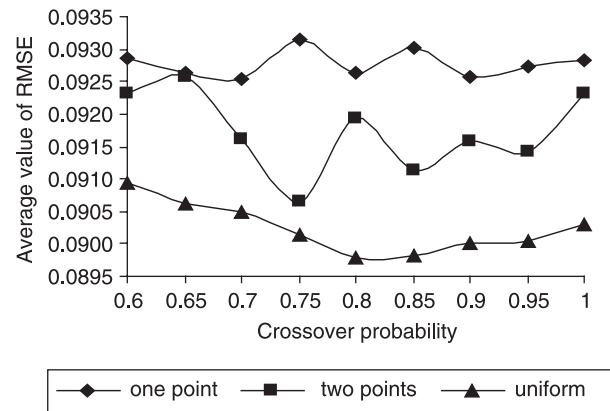 Average value of RMSE
0.0935
0.0930
0.0925
0.0920
0.0915
0.0910
0.0905
0.0900
0.0895
0.6 0.65 0.7 0.75 0.8 0.85 0.9 0.95 1
Crossover probability
one point two points uniform